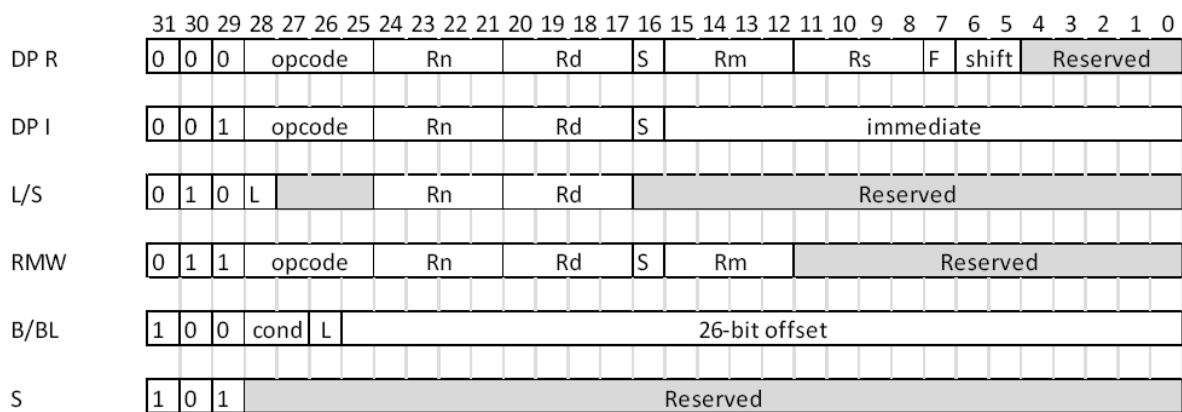 31 30 29 28 27 26 25 24 23 22 21 20 19 18 17 16 15 14 13 12 11 10 9 8 7 6 5 4 3 2 1 0
DP R 0 0 0 opcode Rn Rd S Rm Rs F shift Reserved
DP I 0 0 1 opcode Rn Rd S immediate
L/S 0 1 0 L Rn Rd Reserved
RMW 0 1 1 opcode Rn Rd S Rm Reserved
B/BL 1 0 0 cond L 26-bit offset
S 1 0 1 Reserved